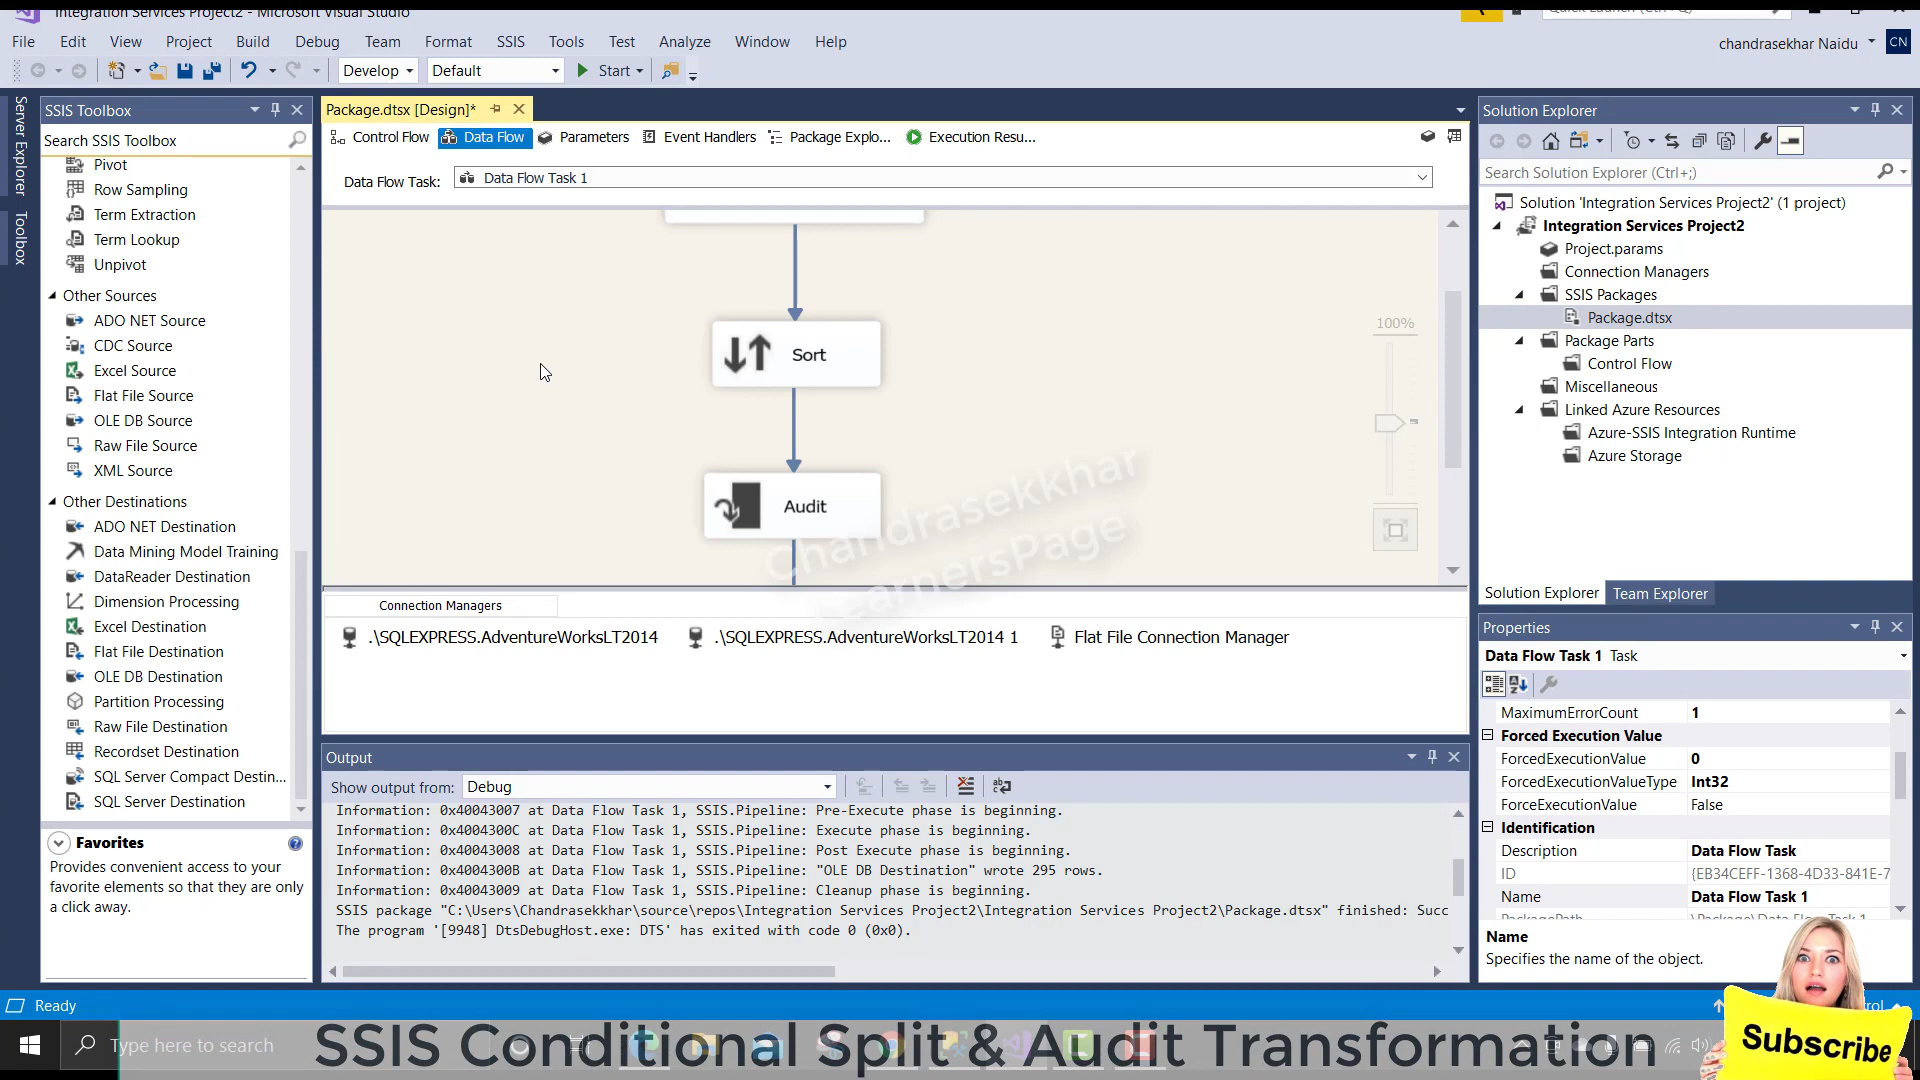 Integration Services Project2 - Microsoft Visual Studio
Quick Launch (Ctrl+Q)
File Edit View Project Build Debug Team Format SSIS Tools Test Analyze Window Help
chandrasekhar Naidu CN
Develop Default Start
Server Explorer
Toolbox
SSIS Toolbox
Search SSIS Toolbox
Pivot
Row Sampling
Term Extraction
Term Lookup
Unpivot
Other Sources
ADO NET Source
CDC Source
Excel Source
Flat File Source
OLE DB Source
Raw File Source
XML Source
Other Destinations
ADO NET Destination
Data Mining Model Training
DataReader Destination
Dimension Processing
Excel Destination
Flat File Destination
OLE DB Destination
Partition Processing
Raw File Destination
Recordset Destination
SQL Server Compact Destin...
SQL Server Destination
Favorites
Provides convenient access to your
favorite elements so that they are only
a click away.
Package.dtsx [Design]*
Control Flow Data Flow Parameters Event Handlers Package Explo... Execution Resu...
Data Flow Task: Data Flow Task 1
Sort
Audit
100%
Chandrasekkhar
LearnersPage
Connection Managers
.\SQLEXPRESS.AdventureWorksLT2014 .\SQLEXPRESS.AdventureWorksLT2014 1 Flat File Connection Manager
Output
Show output from: Debug
Information: 0x40043007 at Data Flow Task 1, SSIS.Pipeline: Pre-Execute phase is beginning.
Information: 0x4004300C at Data Flow Task 1, SSIS.Pipeline: Execute phase is beginning.
Information: 0x40043008 at Data Flow Task 1, SSIS.Pipeline: Post Execute phase is beginning.
Information: 0x4004300B at Data Flow Task 1, SSIS.Pipeline: "OLE DB Destination" wrote 295 rows.
Information: 0x40043009 at Data Flow Task 1, SSIS.Pipeline: Cleanup phase is beginning.
SSIS package "C:\Users\Chandrasekkhar\source\repos\Integration Services Project2\Integration Services Project2\Package.dtsx" finished: Succ
The program '[9948] DtsDebugHost.exe: DTS' has exited with code 0 (0x0).
Solution Explorer
Search Solution Explorer (Ctrl+;)
Solution 'Integration Services Project2' (1 project)
Integration Services Project2
Project.params
Connection Managers
SSIS Packages
Package.dtsx
Package Parts
Control Flow
Miscellaneous
Linked Azure Resources
Azure-SSIS Integration Runtime
Azure Storage
Solution Explorer Team Explorer
Properties
Data Flow Task 1 Task
MaximumErrorCount 1
Forced Execution Value
ForcedExecutionValue 0
ForcedExecutionValueType Int32
ForceExecutionValue False
Identification
Description Data Flow Task
ID {EB34CEFF-1368-4D33-841E-7
Name Data Flow Task 1
PackagePath \Package\Data Flow Task 1
Name
Specifies the name of the object.
Ready
Type here to search
SSIS Conditional Split & Audit Transformation
Subscribe